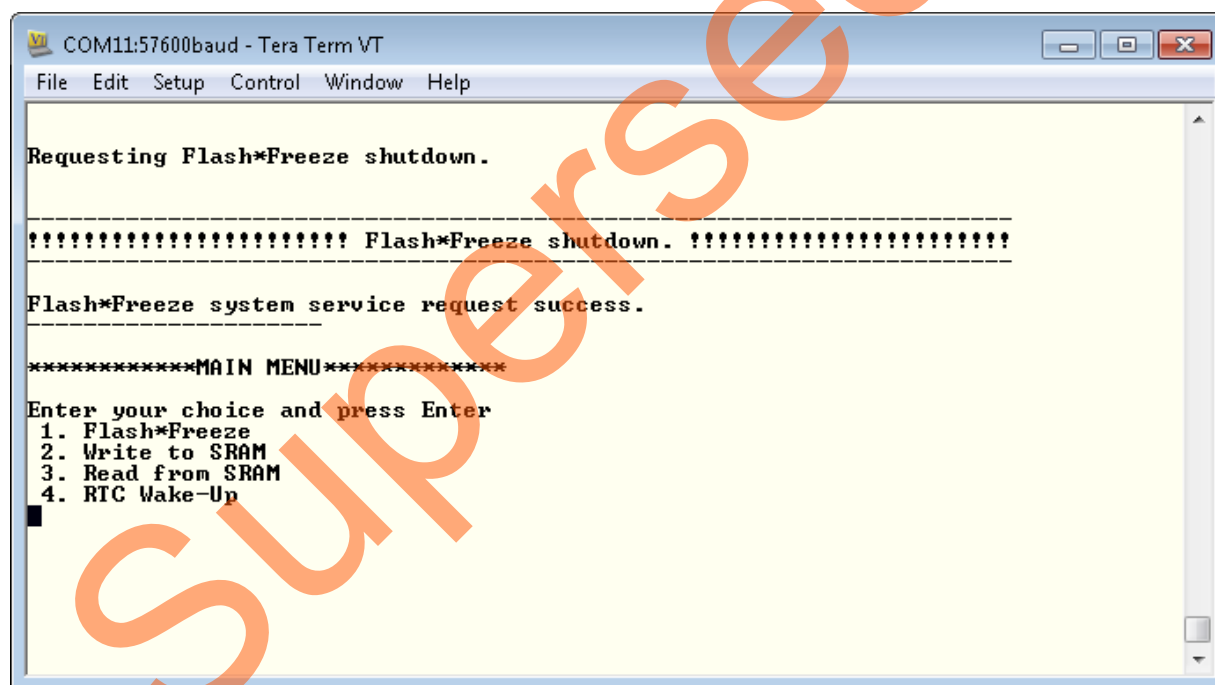 COM11:57600baud - Tera Term VT
File Edit Setup Control Window Help
Requesting Flash*Freeze shutdown.
----------------------------------------------------------------------
!!!!!!!!!!!!!!!!!!!!!!! Flash*Freeze shutdown. !!!!!!!!!!!!!!!!!!!!!!!
----------------------------------------------------------------------
Flash*Freeze system service request success.
---------------------
************MAIN MENU*************
Enter your choice and press Enter
1. Flash*Freeze
2. Write to SRAM
3. Read from SRAM
4. RTC Wake-Up